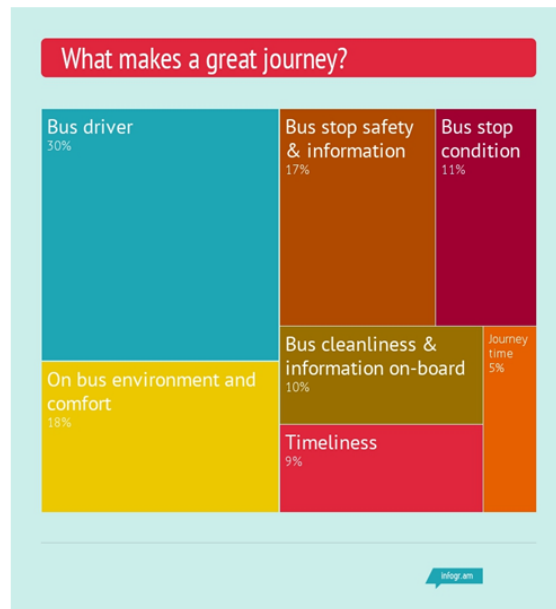 What makes a great journey?
Bus driver
30%
Bus stop safety
& information
17%
Bus stop
condition
11%
On bus environment and
comfort
18%
Bus cleanliness &
information on-board
10%
Journey
time
5%
Timeliness
9%
infogr.am